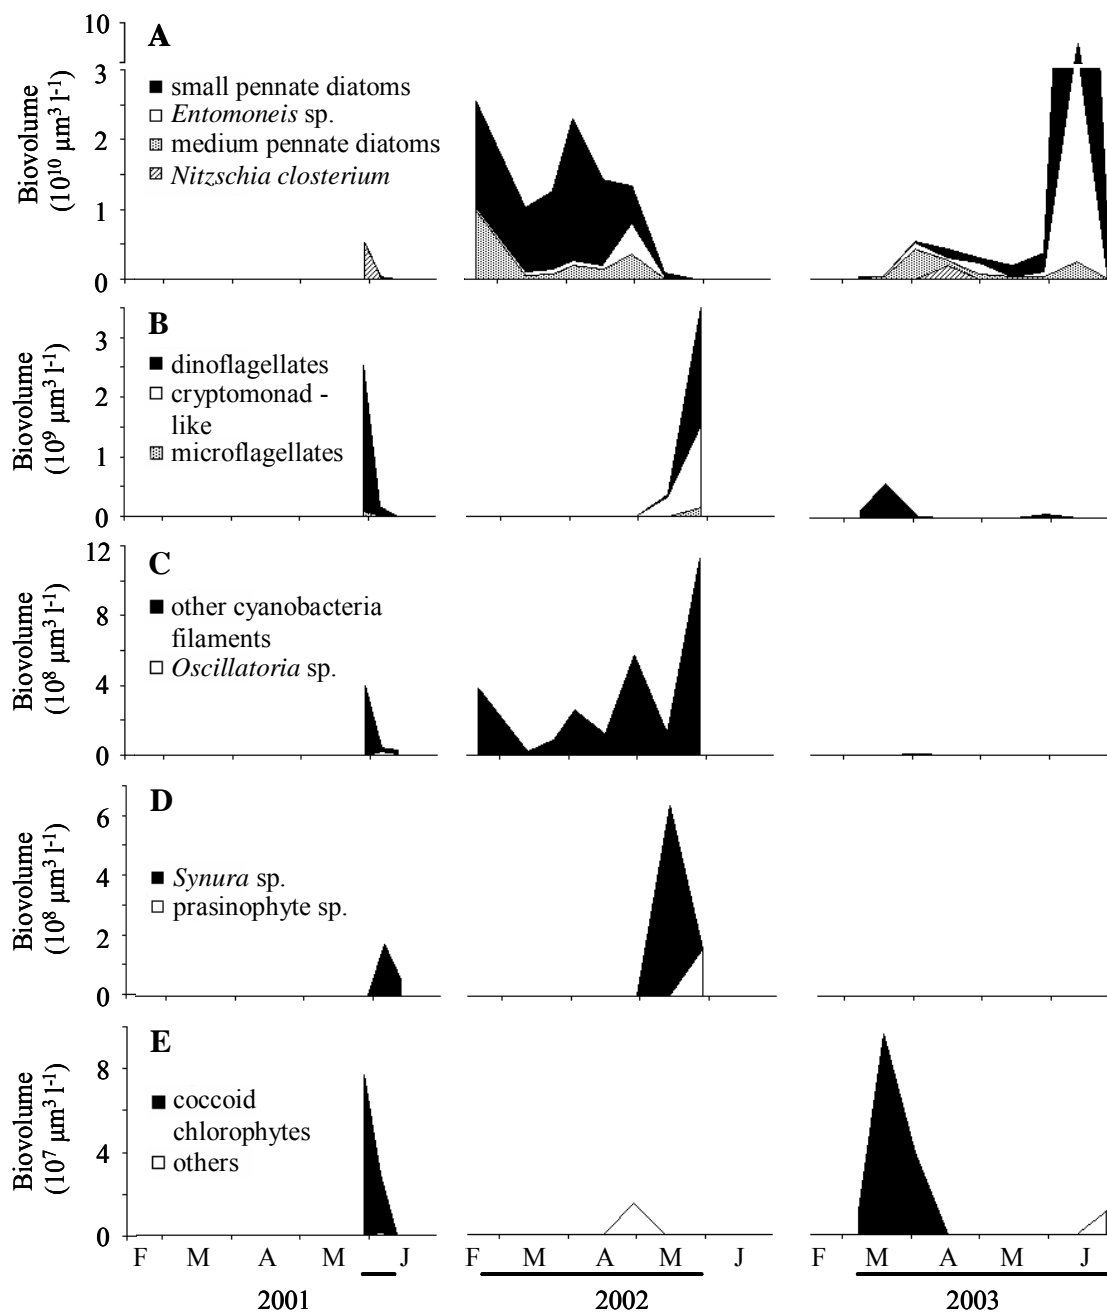 10
A
3
small pennate diatoms
Entomoneis sp.
2
medium pennate diatoms
Nitzschia closterium
1
0
Biovolume
(10¹⁰ µm³ l⁻¹)
B
3
dinoflagellates
cryptomonad -
like
2
microflagellates
1
0
Biovolume
(10⁹ µm³ l⁻¹)
12
C
other cyanobacteria
filaments
8
Oscillatoria sp.
4
0
Biovolume
(10⁸ µm³ l⁻¹)
D
6
Synura sp.
4
prasinophyte sp.
2
0
Biovolume
(10⁸ µm³ l⁻¹)
E
8
coccoid
chlorophytes
4
others
0
Biovolume
(10⁷ µm³ l⁻¹)
F M A M J F M A M J F M A M J
2001 2002 2003